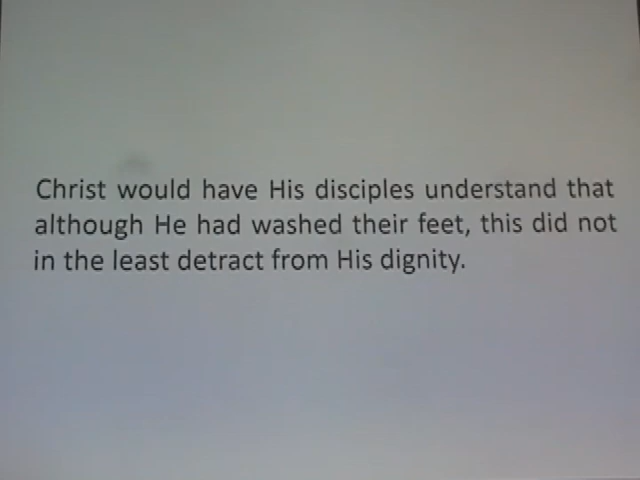 Christ would have His disciples understand that
although He had washed their feet, this did not
in the least detract from His dignity.